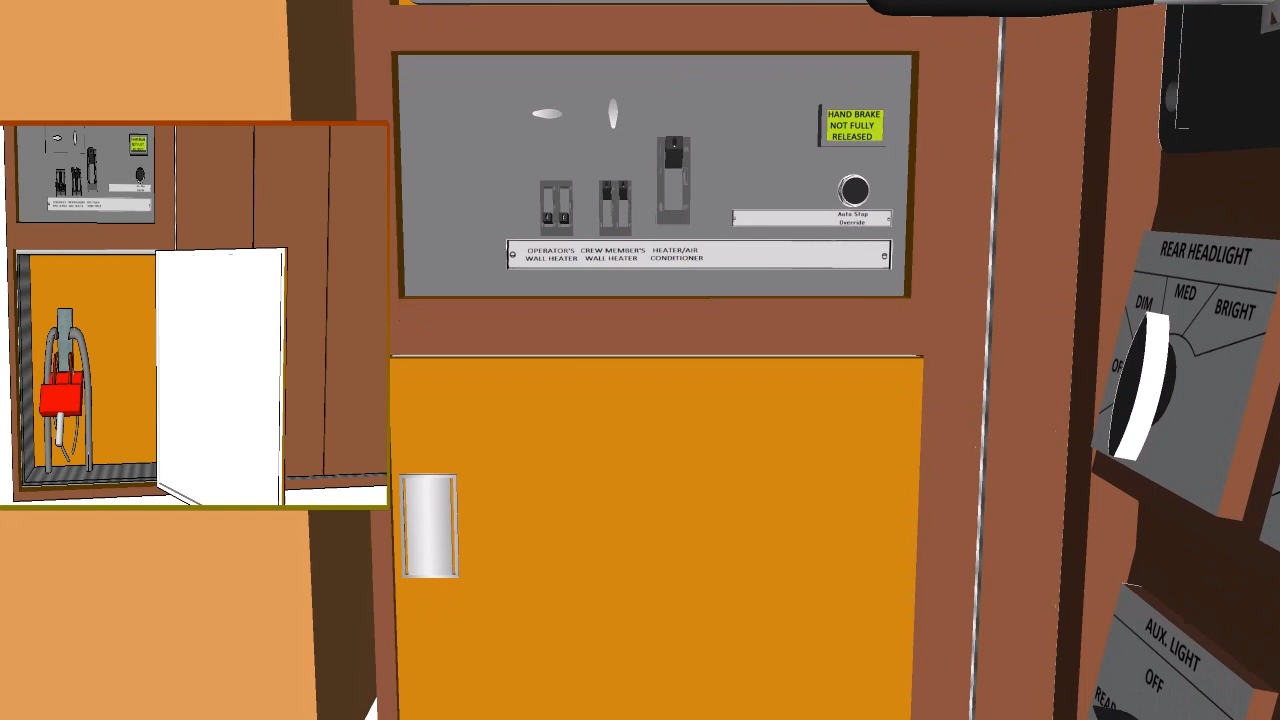 HAND BRAKE
NOT FULLY
RELEASED
Auto Stop
Override
OPERATOR'S CREW MEMBER'S HEATER/AIR
WALL HEATER WALL HEATER CONDITIONER
REAR HEADLIGHT
DIM MED BRIGHT
AUX. LIGHT
OFF